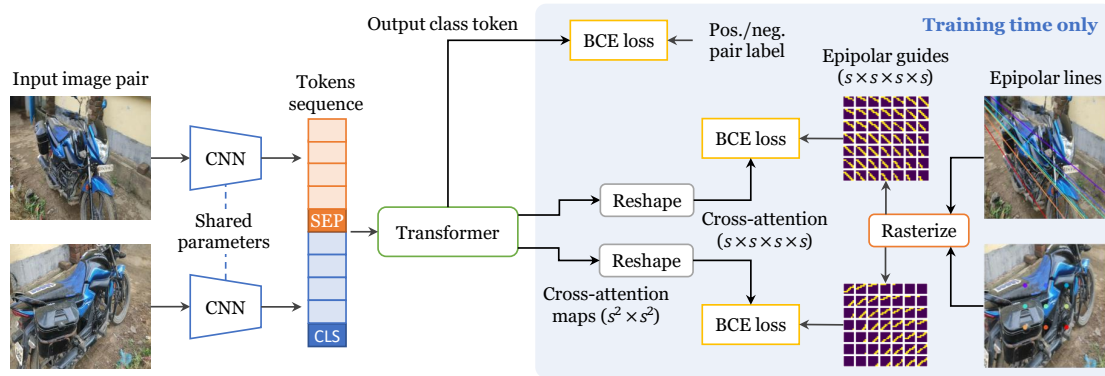 Output class token
BCE loss
Pos./neg.
pair label
Training time only
Input image pair
Tokens
sequence
Epipolar guides
(s × s × s × s)
Epipolar lines
CNN
BCE loss
Shared
parameters
SEP
Transformer
Reshape
Cross-attention
(s × s × s × s)
Rasterize
Reshape
CNN
Cross-attention
maps (s² × s²)
BCE loss
CLS